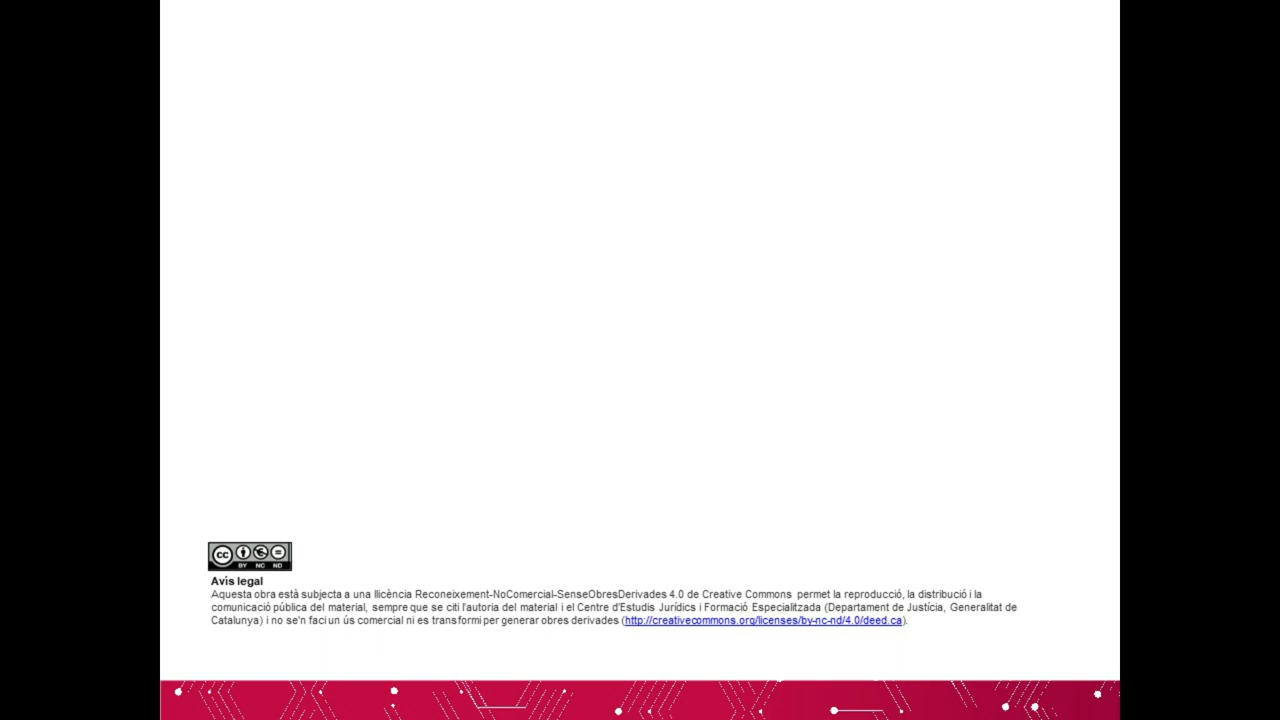 cc
BY NC ND
Avís legal
Aquesta obra està subjecta a una llicència Reconeixement-NoComercial-SenseObresDerivades 4.0 de Creative Commons permet la reproducció, la distribució i la
comunicació pública del material, sempre que se citi l'autoria del material i el Centre d'Estudis Jurídics i Formació Especialitzada (Departament de Justícia, Generalitat de
Catalunya) i no se'n faci un ús comercial ni es transformi per generar obres derivades (http://creativecommons.org/licenses/by-nc-nd/4.0/deed.ca).